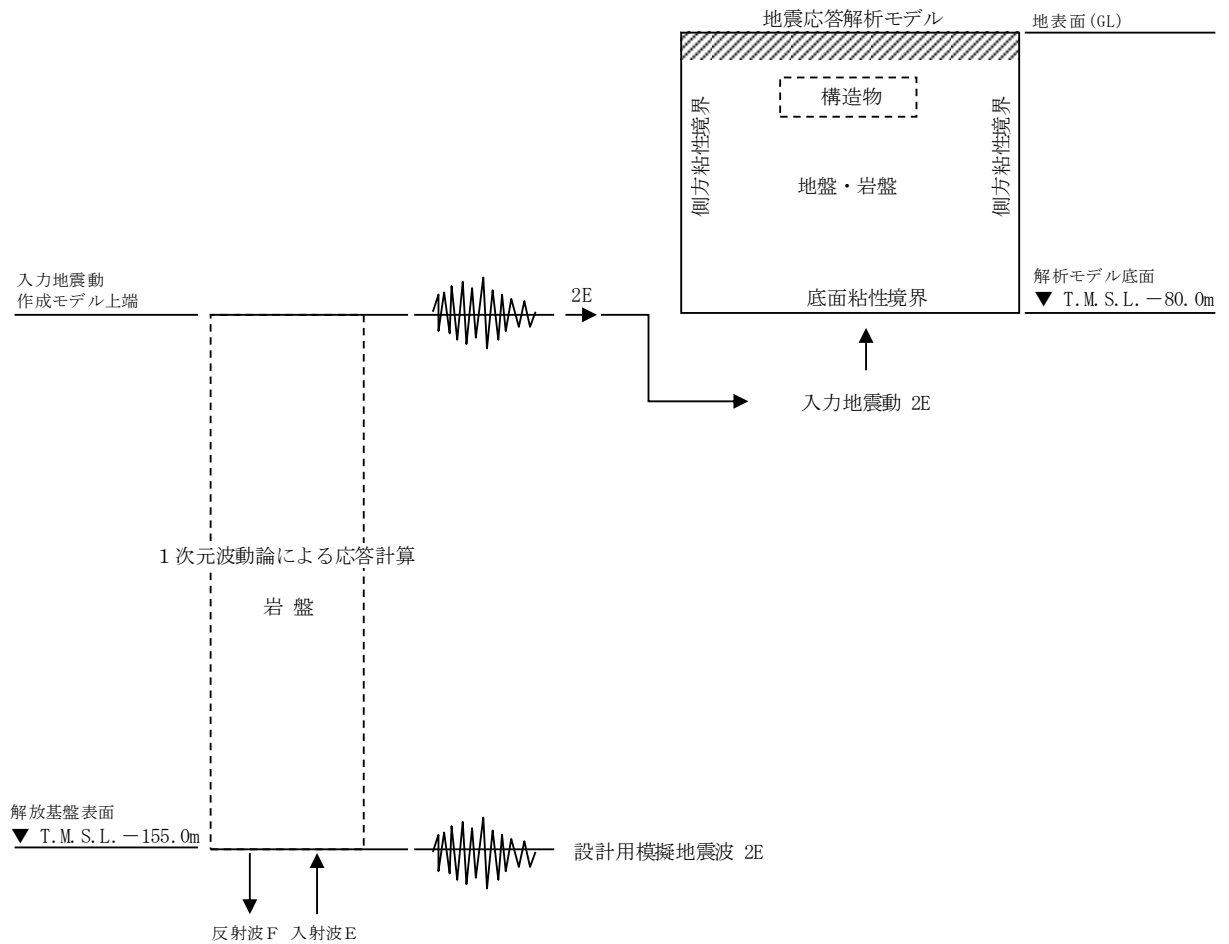 地震応答解析モデル
地表面(GL)
構造物
側方粘性境界
側方粘性境界
地盤・岩盤
底面粘性境界
解析モデル底面
▼ T.M.S.L.－80.0m
入力地震動
作成モデル上端
2E
入力地震動 2E
1次元波動論による応答計算
岩 盤
解放基盤表面
▼ T.M.S.L.－155.0m
設計用模擬地震波 2E
反射波F 入射波E